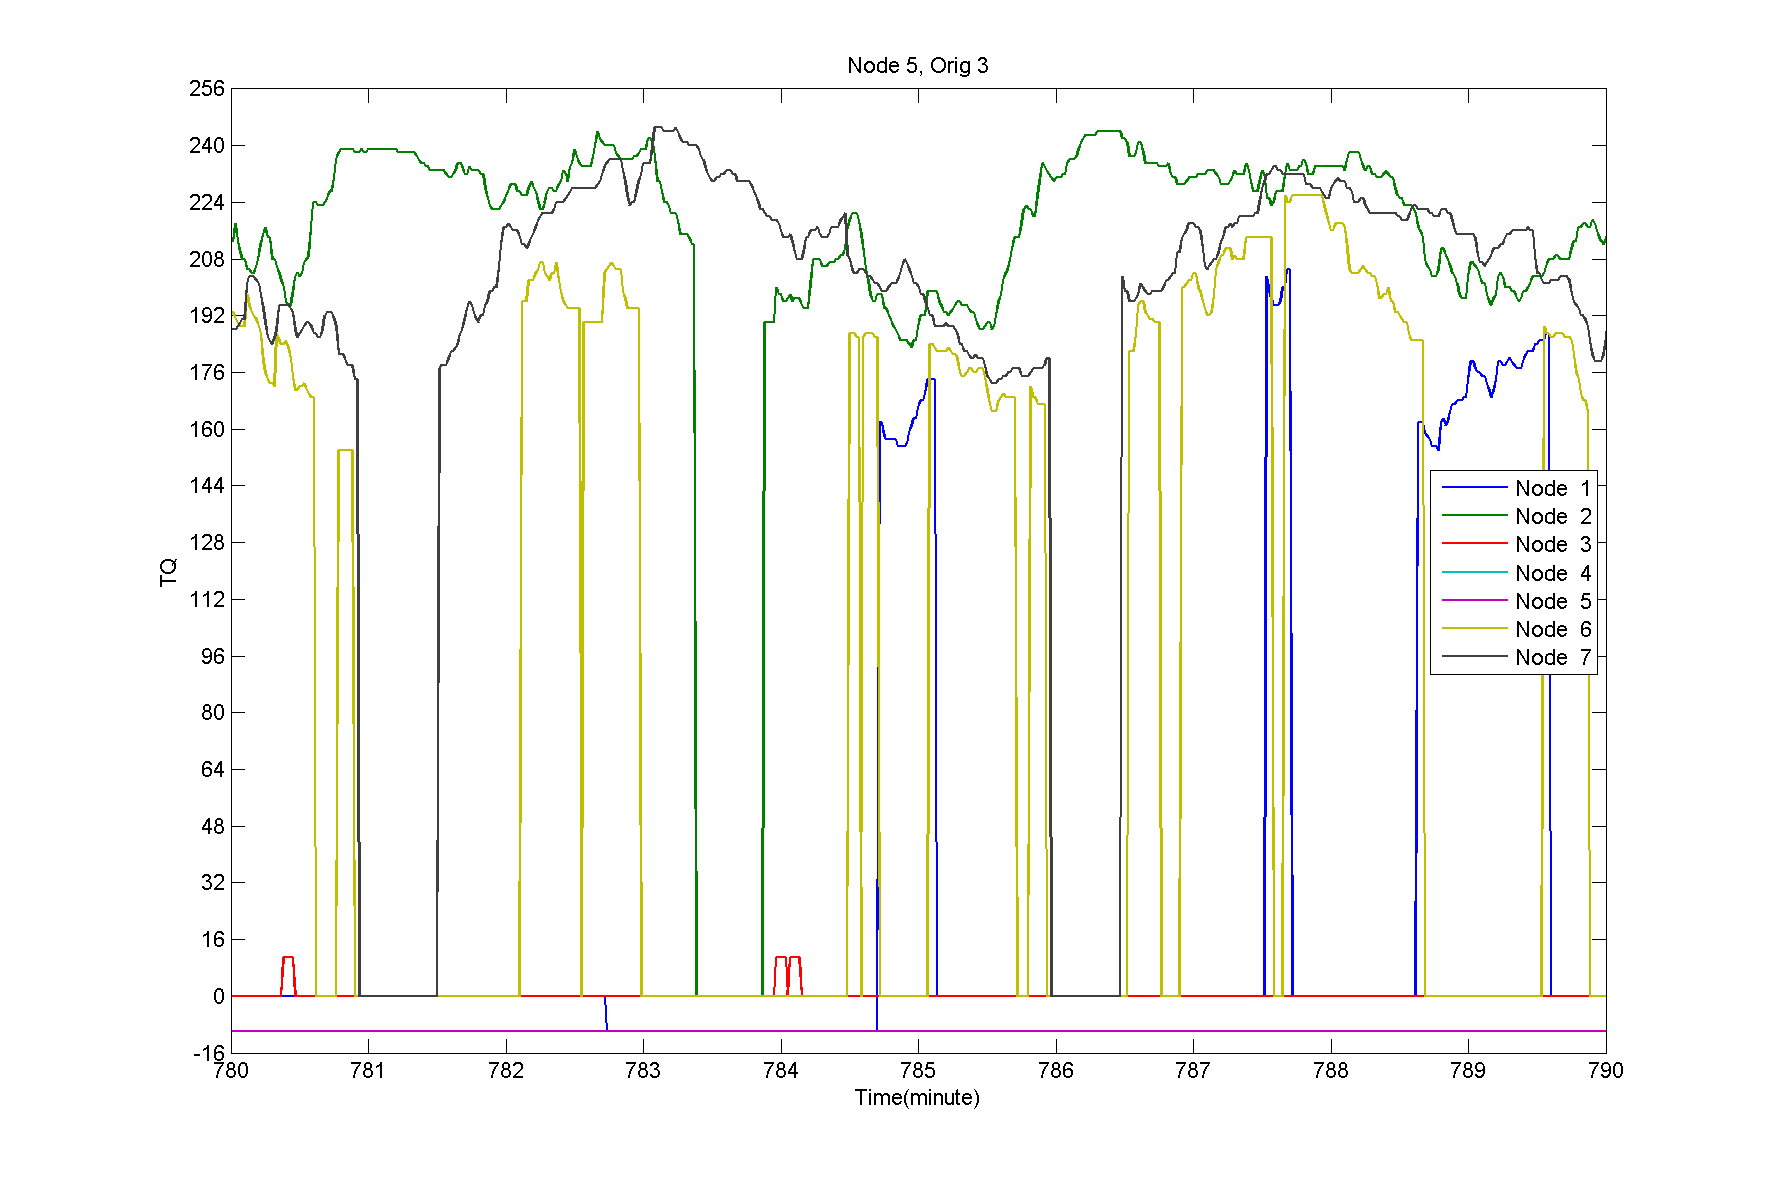 Node 5, Orig 3
256
240
224
208
192
176
160
144
128
112
96
80
64
48
32
16
0
-16
TQ
Node 1
Node 2
Node 3
Node 4
Node 5
Node 6
Node 7
780 781 782 783 784 785 786 787 788 789 790
Time(minute)